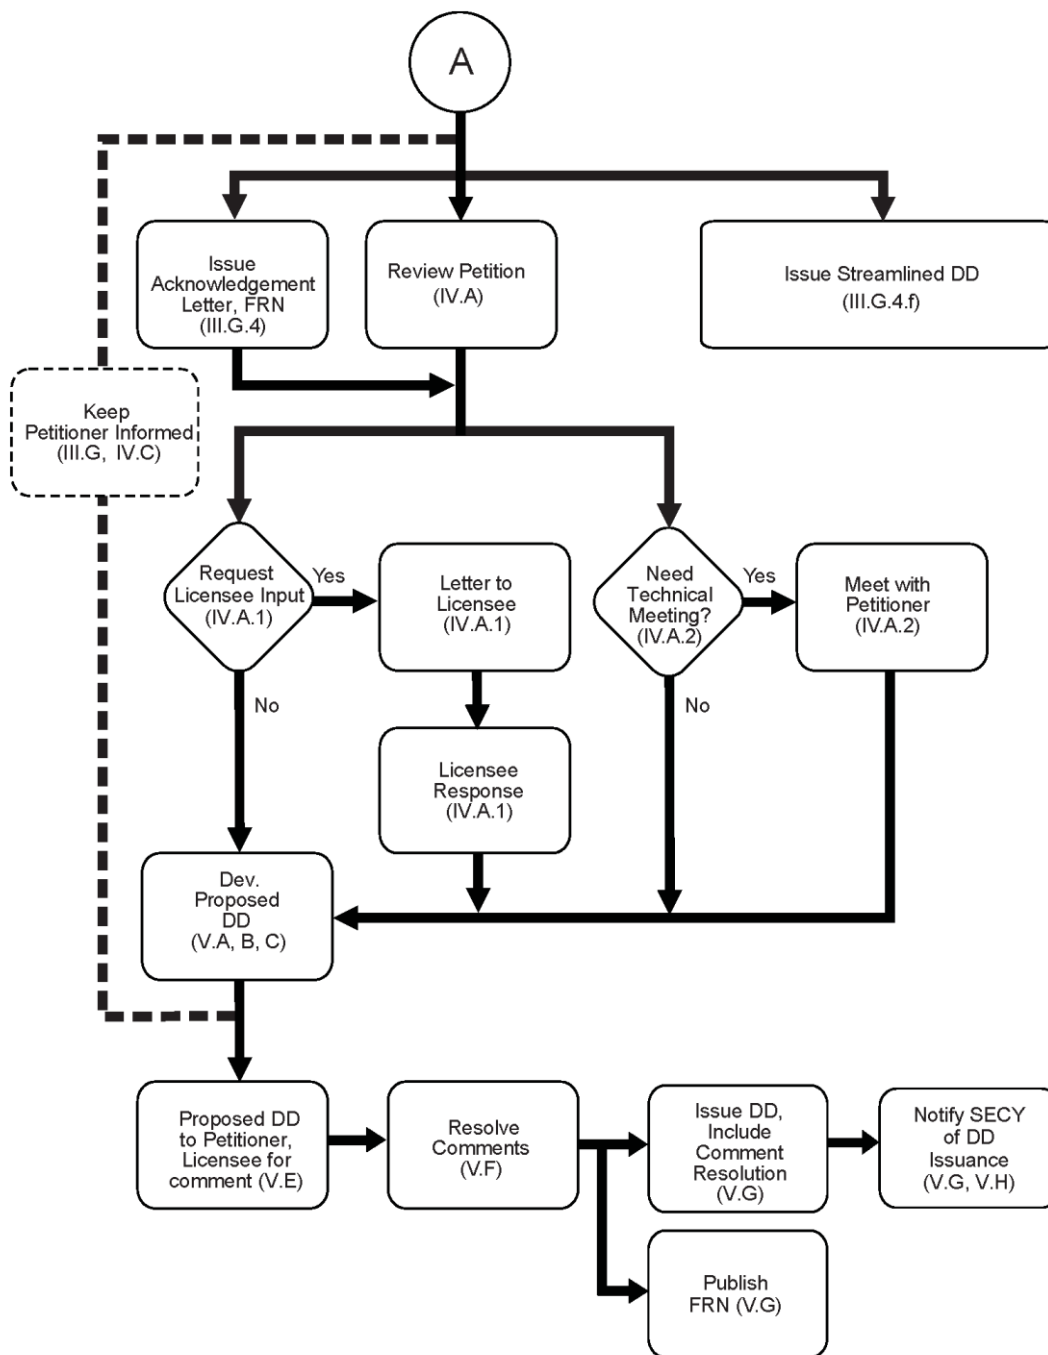 A
Issue
Acknowledgement
Letter, FRN
(III.G.4)
Review Petition
(IV.A)
Issue Streamlined DD
(III.G.4.f)
Keep
Petitioner Informed
(III.G, IV.C)
Request
Licensee Input
(IV.A.1)
Yes
No
Letter to
Licensee
(IV.A.1)
Need
Technical
Meeting?
(IV.A.2)
Yes
No
Meet with
Petitioner
(IV.A.2)
Licensee
Response
(IV.A.1)
Dev.
Proposed
DD
(V.A, B, C)
Proposed DD
to Petitioner,
Licensee for
comment (V.E)
Resolve
Comments
(V.F)
Issue DD,
Include
Comment
Resolution
(V.G)
Notify SECY
of DD
Issuance
(V.G, V.H)
Publish
FRN (V.G)